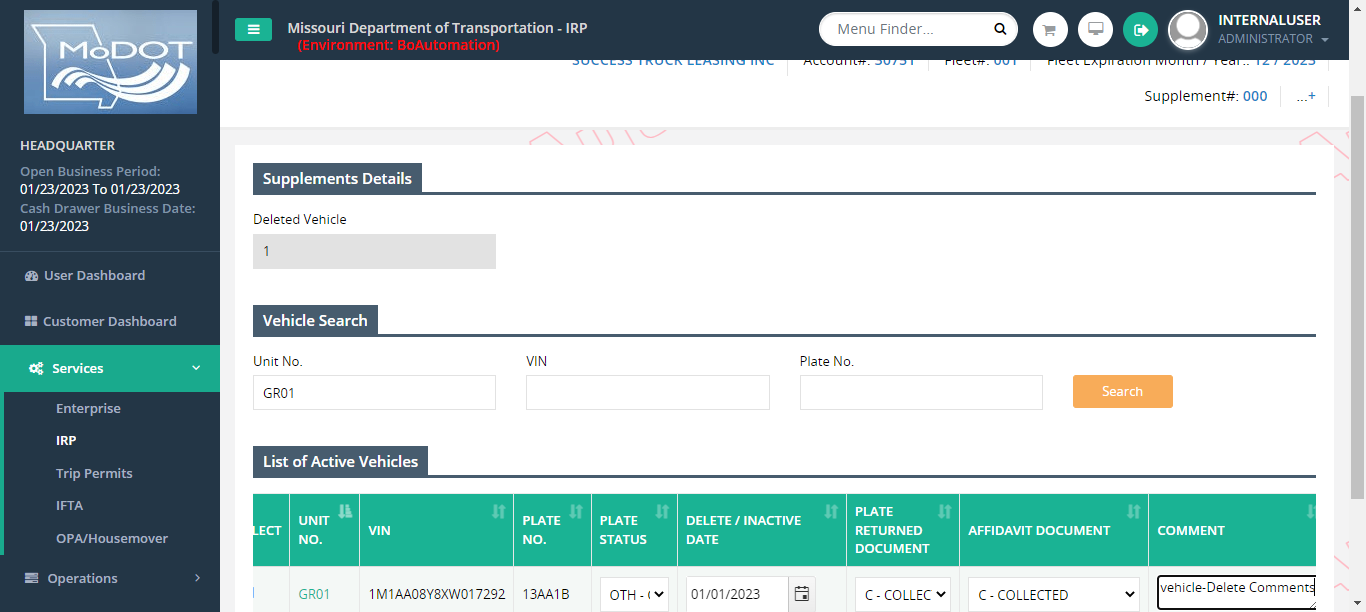 MoDOT
HEADQUARTER
Open Business Period:
01/23/2023 To 01/23/2023
Cash Drawer Business Date:
01/23/2023
User Dashboard
Customer Dashboard
Services
Enterprise
IRP
Trip Permits
IFTA
OPA/Housemover
Operations
Missouri Department of Transportation - IRP
(Environment: BoAutomation)
Menu Finder...
INTERNALUSER
ADMINISTRATOR
SUCCESS TRUCK LEASING INC Account#: 50751 Fleet#: 001 Fleet Expiration Month / Year.: 12 / 2023
Supplement#: 000 ...+
Supplements Details
Deleted Vehicle
1
Vehicle Search
Unit No. VIN Plate No.
GR01 Search
List of Active Vehicles
LECT UNIT NO. VIN PLATE NO. PLATE STATUS DELETE / INACTIVE DATE PLATE RETURNED DOCUMENT AFFIDAVIT DOCUMENT COMMENT
GR01 1M1AA08Y8XW017292 13AA1B OTH - 01/01/2023 C - COLLEC C - COLLECTED vehicle-Delete Comments